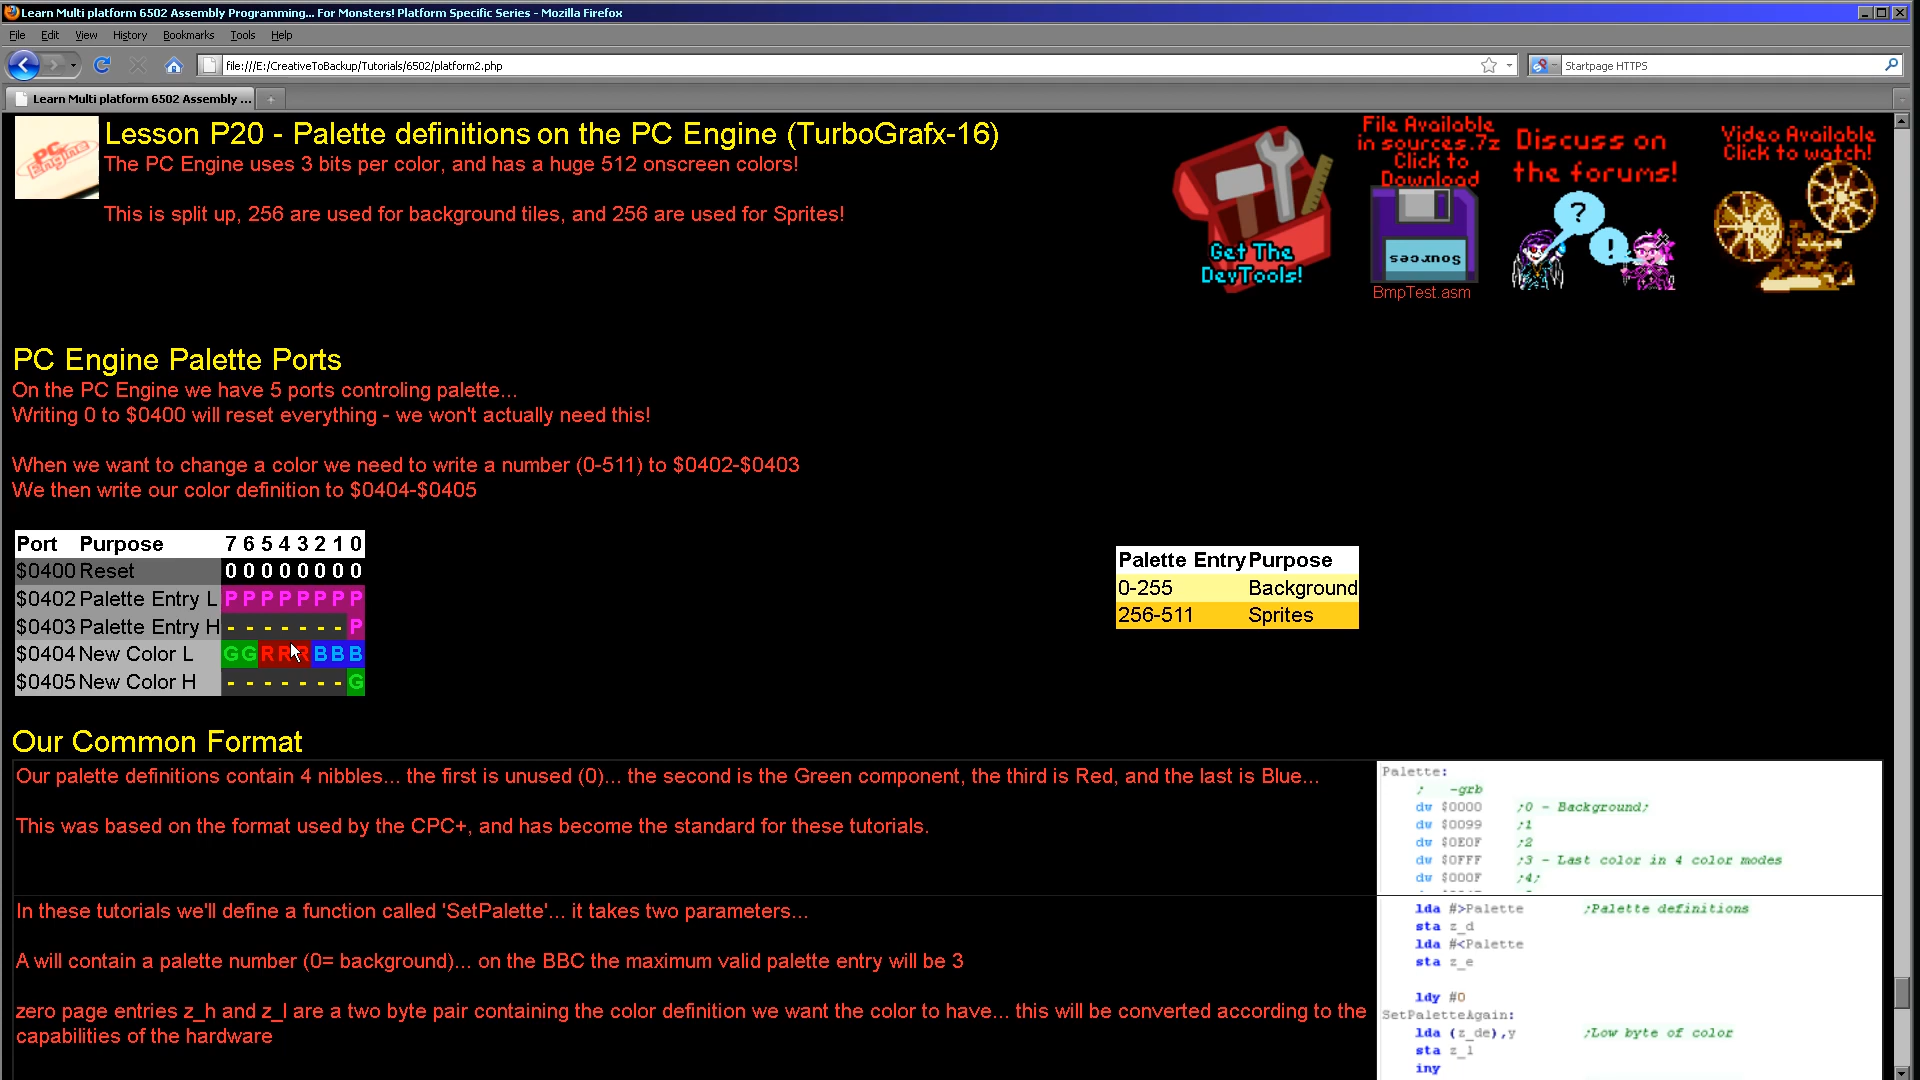 Learn Multi platform 6502 Assembly Programming... For Monsters! Platform Specific Series - Mozilla Firefox
File Edit View History Bookmarks Tools Help
file:///E:/CreativeToBackup/Tutorials/6502/platform2.php
Startpage HTTPS
Learn Multi platform 6502 Assembly ...
PC Engine
Lesson P20 - Palette definitions on the PC Engine (TurboGrafx-16)
The PC Engine uses 3 bits per color, and has a huge 512 onscreen colors!
This is split up, 256 are used for background tiles, and 256 are used for Sprites!
Get The DevTools!
File Available
in sources.7z
Click to
Download
Sources
BmpTest.asm
Discuss on
the forums!
?
!
Video Available
Click to watch!
PC Engine Palette Ports
On the PC Engine we have 5 ports controling palette...
Writing 0 to $0400 will reset everything - we won't actually need this!
When we want to change a color we need to write a number (0-511) to $0402-$0403
We then write our color definition to $0404-$0405
Port Purpose 7 6 5 4 3 2 1 0
$0400 Reset 0 0 0 0 0 0 0 0
$0402 Palette Entry L P P P P P P P P
$0403 Palette Entry H - - - - - - - P
$0404 New Color L G G R R R B B B
$0405 New Color H - - - - - - - G
Palette Entry Purpose
0-255 Background
256-511 Sprites
Our Common Format
Our palette definitions contain 4 nibbles... the first is unused (0)... the second is the Green component, the third is Red, and the last is Blue...
This was based on the format used by the CPC+, and has become the standard for these tutorials.
Palette:
; -grb
dw $0000 ;0 - Background;
dw $0099 ;1
dw $0E0F ;2
dw $0FFF ;3 - Last color in 4 color modes
dw $000F ;4;
In these tutorials we'll define a function called 'SetPalette'... it takes two parameters...
A will contain a palette number (0= background)... on the BBC the maximum valid palette entry will be 3
zero page entries z_h and z_l are a two byte pair containing the color definition we want the color to have... this will be converted according to the
capabilities of the hardware
lda #>Palette ;Palette definitions
sta z_d
lda #<Palette
sta z_e
ldy #0
SetPaletteAgain:
lda (z_de),y ;Low byte of color
sta z_l
iny